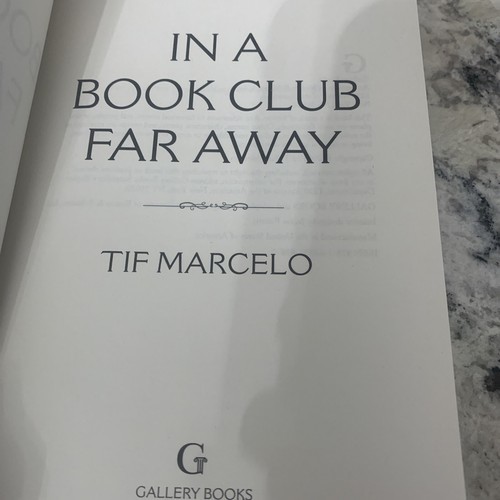 IN A
BOOK CLUB
FAR AWAY
TIF MARCELO
G
GALLERY BOOKS